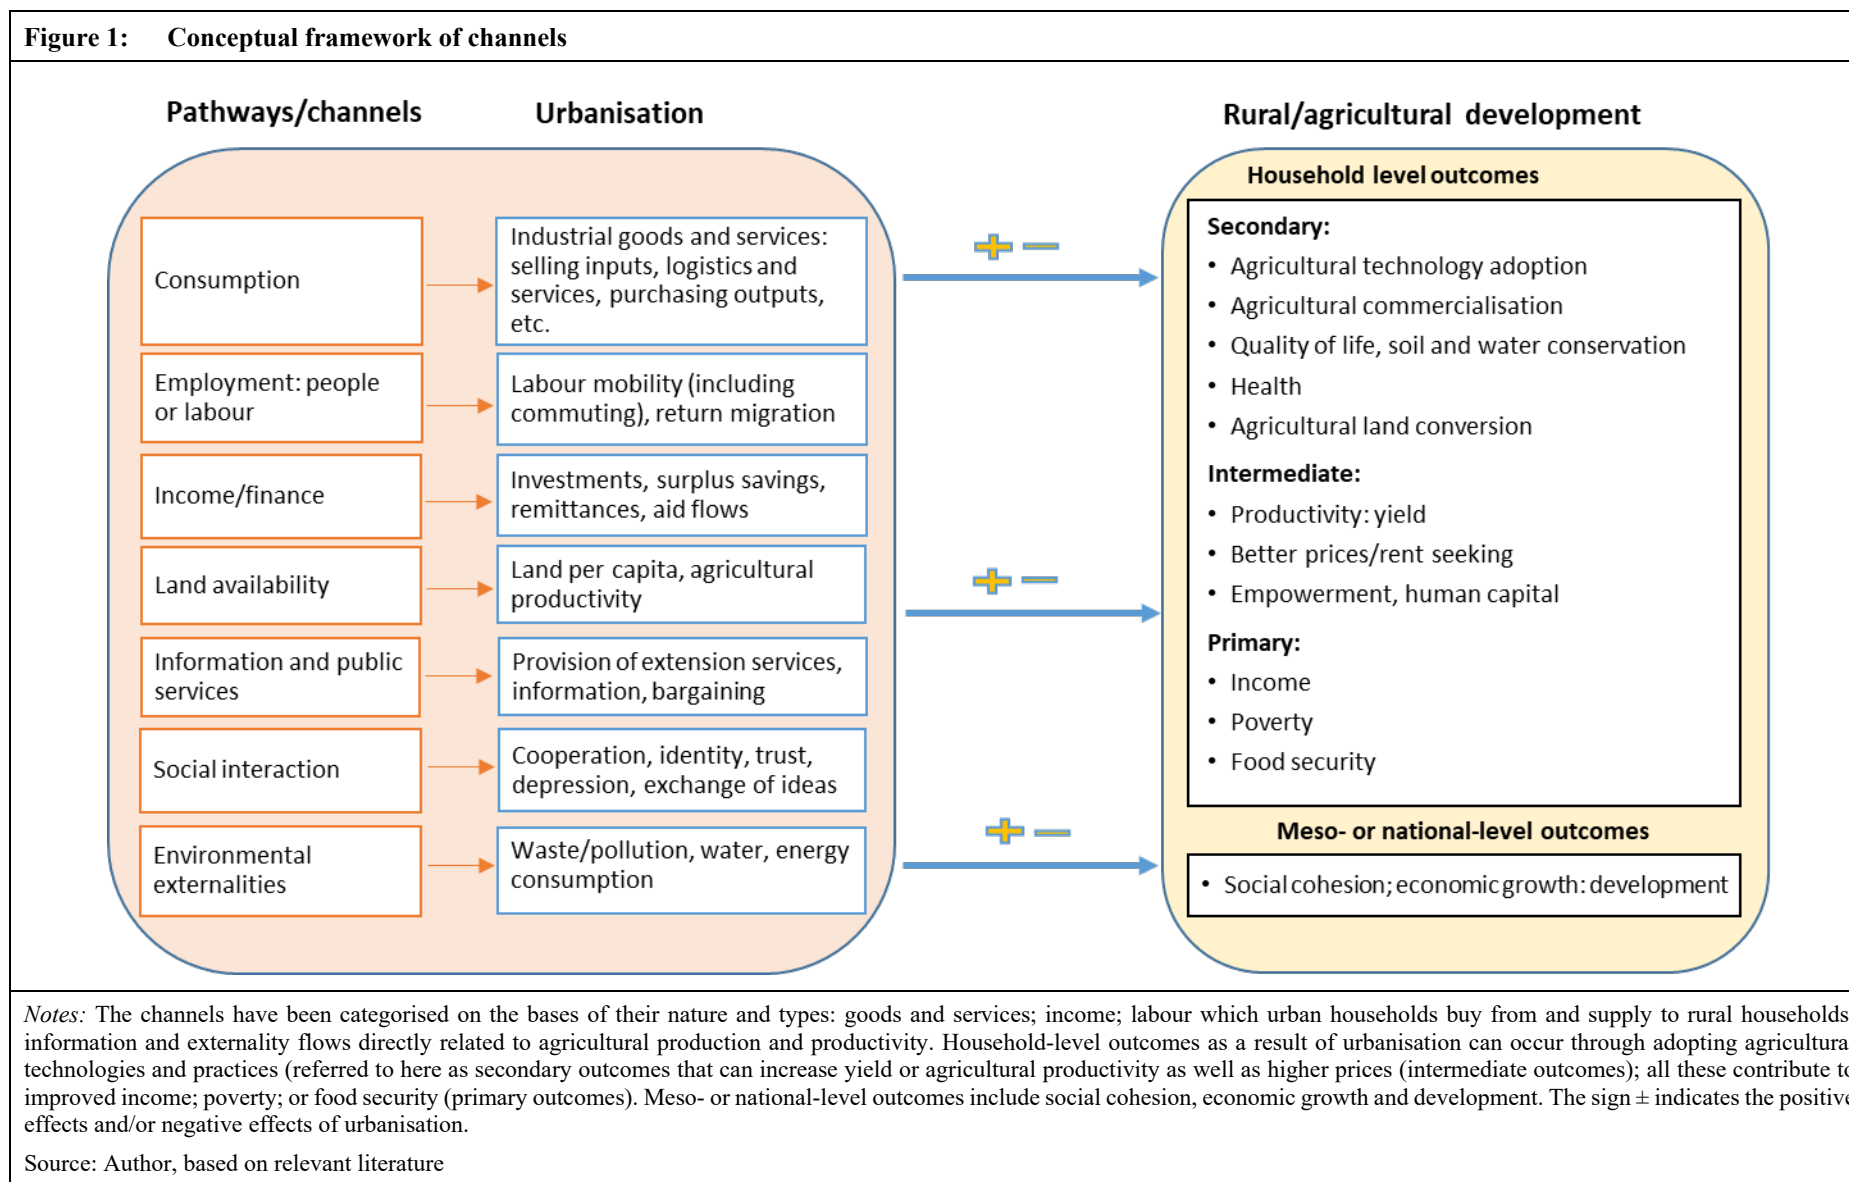 Figure 1: Conceptual framework of channels
Pathways/channels
Urbanisation
Rural/agricultural development
Consumption
Industrial goods and services:
selling inputs, logistics and
services, purchasing outputs,
etc.
Employment: people
or labour
Labour mobility (including
commuting), return migration
Income/finance
Investments, surplus savings,
remittances, aid flows
Land availability
Land per capita, agricultural
productivity
Information and public
services
Provision of extension services,
information, bargaining
Social interaction
Cooperation, identity, trust,
depression, exchange of ideas
Environmental
externalities
Waste/pollution, water, energy
consumption
+ −
+ −
+ −
Household level outcomes
Secondary:
• Agricultural technology adoption
• Agricultural commercialisation
• Quality of life, soil and water conservation
• Health
• Agricultural land conversion
Intermediate:
• Productivity: yield
• Better prices/rent seeking
• Empowerment, human capital
Primary:
• Income
• Poverty
• Food security
Meso- or national-level outcomes
• Social cohesion; economic growth: development
Notes: The channels have been categorised on the bases of their nature and types: goods and services; income; labour which urban households buy from and supply to rural households
information and externality flows directly related to agricultural production and productivity. Household-level outcomes as a result of urbanisation can occur through adopting agricultura
technologies and practices (referred to here as secondary outcomes that can increase yield or agricultural productivity as well as higher prices (intermediate outcomes); all these contribute to
improved income; poverty; or food security (primary outcomes). Meso- or national-level outcomes include social cohesion, economic growth and development. The sign ± indicates the positive
effects and/or negative effects of urbanisation.
Source: Author, based on relevant literature